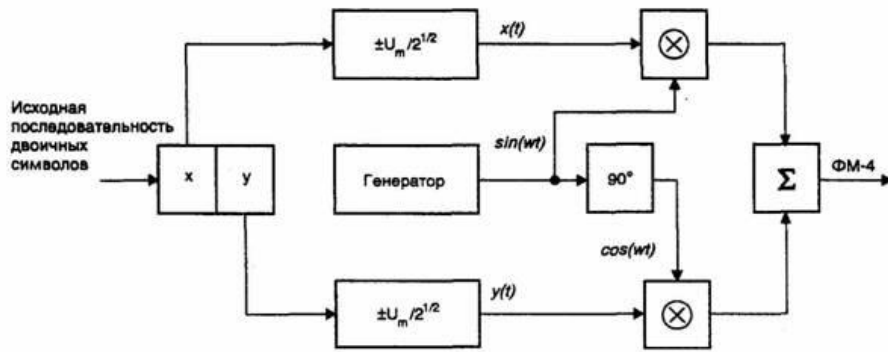 ±U_m/2^1/2
x(t)
⊗
Исходная
последовательность
двоичных
символов
x
y
Генератор
sin(wt)
90°
Σ
ФМ-4
cos(wt)
±U_m/2^1/2
y(t)
⊗